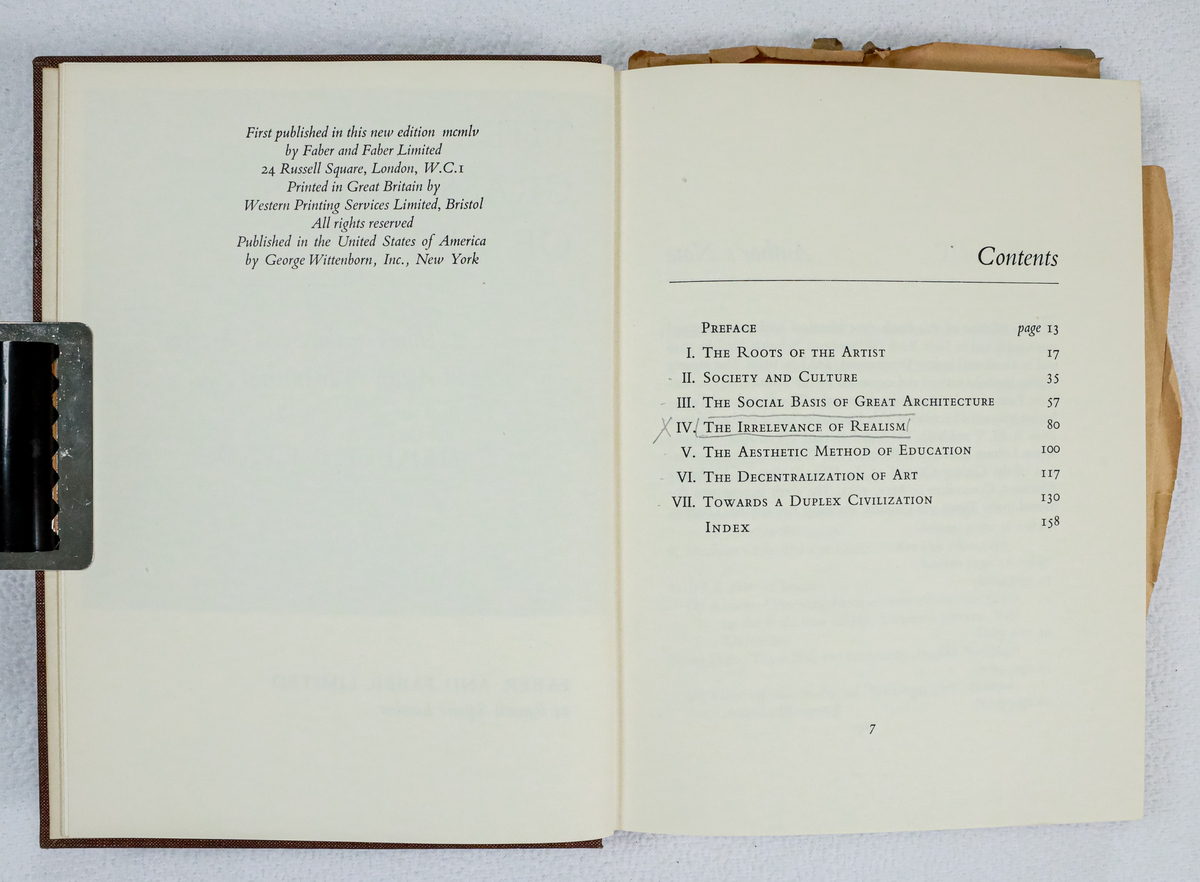 First published in this new edition mcmlv
by Faber and Faber Limited
24 Russell Square, London, W.C.1
Printed in Great Britain by
Western Printing Services Limited, Bristol
All rights reserved
Published in the United States of America
by George Wittenborn, Inc., New York
Contents
PREFACE page 13
I. THE ROOTS OF THE ARTIST 17
II. SOCIETY AND CULTURE 35
III. THE SOCIAL BASIS OF GREAT ARCHITECTURE 57
IV. THE IRRELEVANCE OF REALISM 80
V. THE AESTHETIC METHOD OF EDUCATION 100
VI. THE DECENTRALIZATION OF ART 117
VII. TOWARDS A DUPLEX CIVILIZATION 130
INDEX 158
7